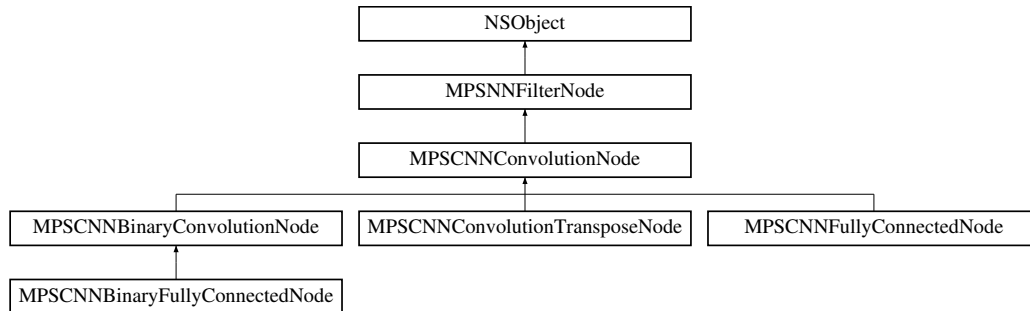 NSObject
MPSNNFilterNode
MPSCNNConvolutionNode
MPSCNNBinaryConvolutionNode
MPSCNNConvolutionTransposeNode
MPSCNNFullyConnectedNode
MPSCNNBinaryFullyConnectedNode